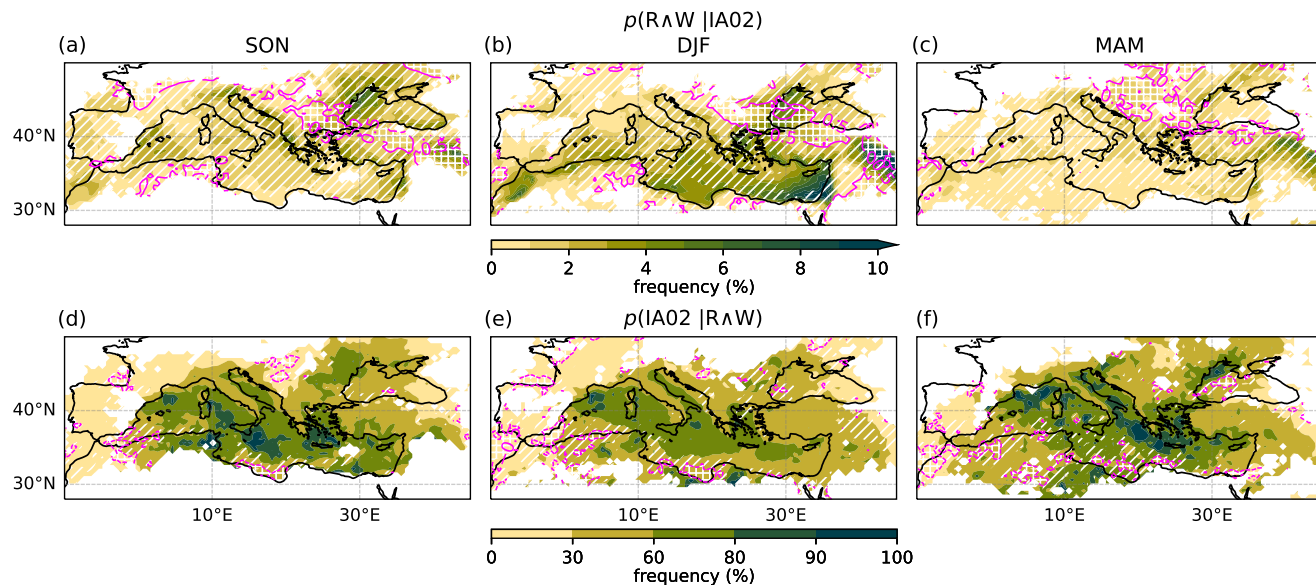 p(R∧W |IA02)
(a) SON (b) DJF (c) MAM
40°N
30°N
0 2 4 6 8 10
frequency (%)
(d) (e) p(IA02 |R∧W) (f)
40°N
30°N
10°E 30°E 10°E 30°E 10°E 30°E
0 30 60 80 90 100
frequency (%)